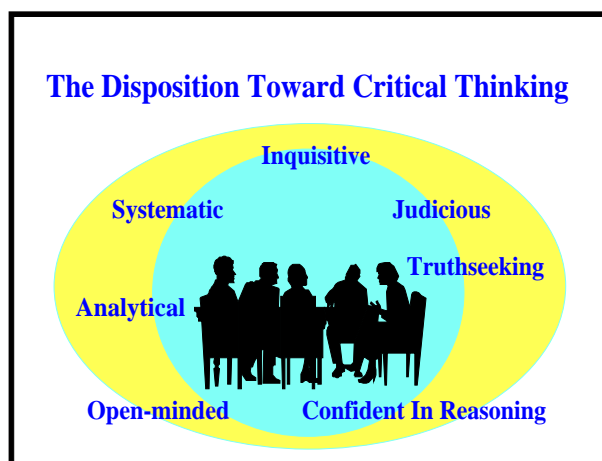 The Disposition Toward Critical Thinking
Inquisitive
Systematic
Judicious
Truthseeking
Analytical
Open-minded
Confident In Reasoning